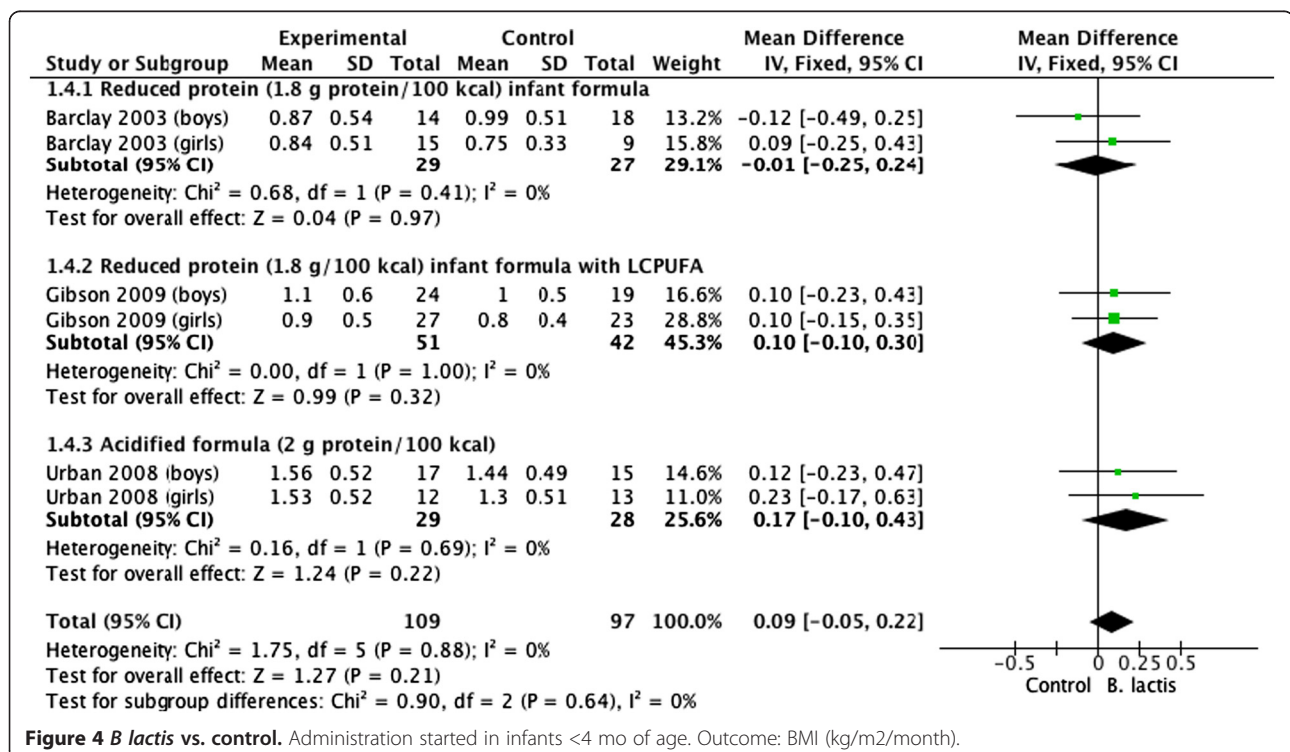 Experimental Control Mean Difference Mean Difference
Study or Subgroup Mean SD Total Mean SD Total Weight IV, Fixed, 95% CI IV, Fixed, 95% CI
1.4.1 Reduced protein (1.8 g protein/100 kcal) infant formula
Barclay 2003 (boys) 0.87 0.54 14 0.99 0.51 18 13.2% -0.12 [-0.49, 0.25]
Barclay 2003 (girls) 0.84 0.51 15 0.75 0.33 9 15.8% 0.09 [-0.25, 0.43]
Subtotal (95% CI) 29 27 29.1% -0.01 [-0.25, 0.24]
Heterogeneity: Chi² = 0.68, df = 1 (P = 0.41); I² = 0%
Test for overall effect: Z = 0.04 (P = 0.97)
1.4.2 Reduced protein (1.8 g/100 kcal) infant formula with LCPUFA
Gibson 2009 (boys) 1.1 0.6 24 1 0.5 19 16.6% 0.10 [-0.23, 0.43]
Gibson 2009 (girls) 0.9 0.5 27 0.8 0.4 23 28.8% 0.10 [-0.15, 0.35]
Subtotal (95% CI) 51 42 45.3% 0.10 [-0.10, 0.30]
Heterogeneity: Chi² = 0.00, df = 1 (P = 1.00); I² = 0%
Test for overall effect: Z = 0.99 (P = 0.32)
1.4.3 Acidified formula (2 g protein/100 kcal)
Urban 2008 (boys) 1.56 0.52 17 1.44 0.49 15 14.6% 0.12 [-0.23, 0.47]
Urban 2008 (girls) 1.53 0.52 12 1.3 0.51 13 11.0% 0.23 [-0.17, 0.63]
Subtotal (95% CI) 29 28 25.6% 0.17 [-0.10, 0.43]
Heterogeneity: Chi² = 0.16, df = 1 (P = 0.69); I² = 0%
Test for overall effect: Z = 1.24 (P = 0.22)
Total (95% CI) 109 97 100.0% 0.09 [-0.05, 0.22]
Heterogeneity: Chi² = 1.75, df = 5 (P = 0.88); I² = 0%
Test for overall effect: Z = 1.27 (P = 0.21)
Test for subgroup differences: Chi² = 0.90, df = 2 (P = 0.64), I² = 0%
-0.5 0 0.25 0.5
Control B. lactis
Figure 4 B lactis vs. control. Administration started in infants <4 mo of age. Outcome: BMI (kg/m2/month).